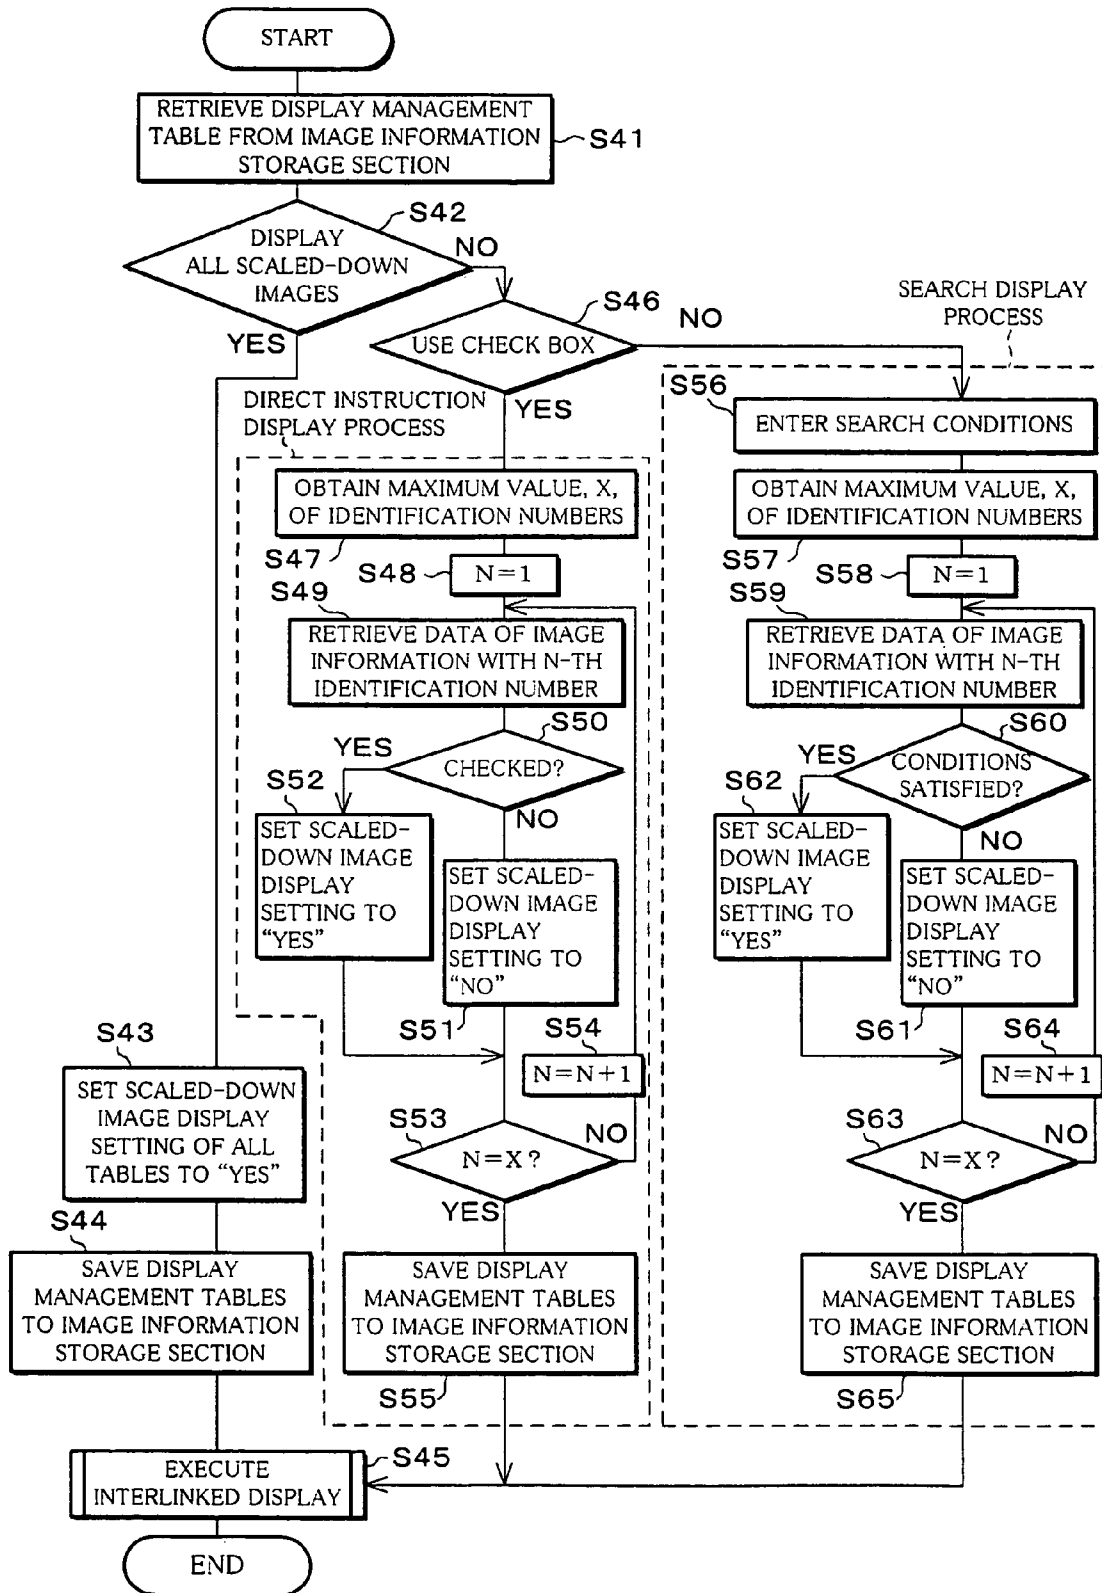 START
RETRIEVE DISPLAY MANAGEMENT
TABLE FROM IMAGE INFORMATION
STORAGE SECTION
S41
S42
DISPLAY
ALL SCALED-DOWN
IMAGES
NO
YES
S46
USE CHECK BOX
NO
YES
SEARCH DISPLAY
PROCESS
DIRECT INSTRUCTION
DISPLAY PROCESS
S56
ENTER SEARCH CONDITIONS
OBTAIN MAXIMUM VALUE, X,
OF IDENTIFICATION NUMBERS
S47
S48
N=1
S49
RETRIEVE DATA OF IMAGE
INFORMATION WITH N-TH
IDENTIFICATION NUMBER
S50
YES
CHECKED?
NO
S52
SET SCALED-
DOWN IMAGE
DISPLAY
SETTING TO
“YES”
SET SCALED-
DOWN IMAGE
DISPLAY
SETTING TO
“NO”
S51
S54
N=N+1
S53
N=X?
NO
YES
SAVE DISPLAY
MANAGEMENT TABLES
TO IMAGE INFORMATION
STORAGE SECTION
S55
OBTAIN MAXIMUM VALUE, X,
OF IDENTIFICATION NUMBERS
S57
S58
N=1
S59
RETRIEVE DATA OF IMAGE
INFORMATION WITH N-TH
IDENTIFICATION NUMBER
S60
YES
CONDITIONS
SATISFIED?
NO
S62
SET SCALED-
DOWN IMAGE
DISPLAY
SETTING TO
“YES”
SET SCALED-
DOWN IMAGE
DISPLAY
SETTING TO
“NO”
S61
S64
N=N+1
S63
N=X?
NO
YES
SAVE DISPLAY
MANAGEMENT TABLES
TO IMAGE INFORMATION
STORAGE SECTION
S65
S43
SET SCALED-DOWN
IMAGE DISPLAY
SETTING OF ALL
TABLES TO “YES”
S44
SAVE DISPLAY
MANAGEMENT TABLES
TO IMAGE INFORMATION
STORAGE SECTION
S45
EXECUTE
INTERLINKED DISPLAY
END